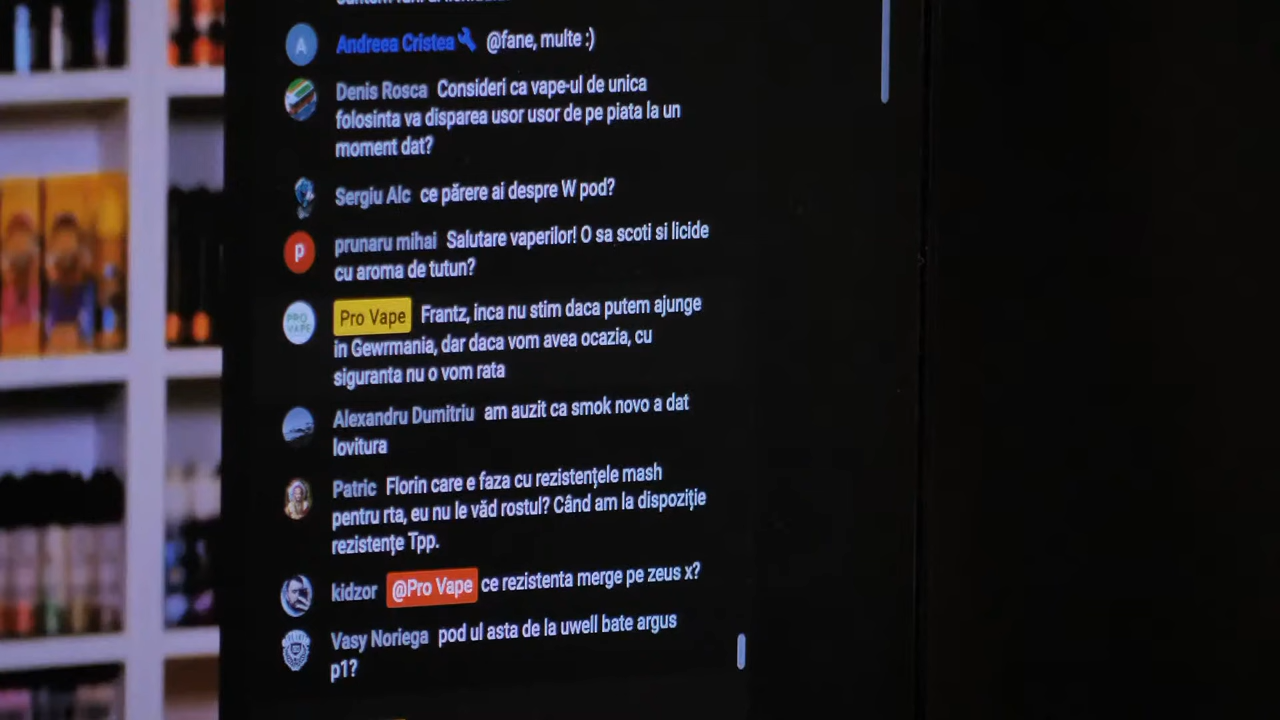 A Andreea Cristea @fane, multe :)
Denis Rosca Consideri ca vape-ul de unica
folosinta va disparea usor usor de pe piata la un
moment dat?
Sergiu Alc ce părere ai despre W pod?
P prunaru mihai Salutare vaperilor! O sa scoti si licide
cu aroma de tutun?
PRO VAPE Pro Vape Frantz, inca nu stim daca putem ajunge
in Gewrmania, dar daca vom avea ocazia, cu
siguranta nu o vom rata
Alexandru Dumitriu am auzit ca smok novo a dat
lovitura
Patric Florin care e faza cu rezistențele mash
pentru rta, eu nu le văd rostul? Când am la dispoziție
rezistențe Tpp.
kidzor @Pro Vape ce rezistenta merge pe zeus x?
Vasy Noriega pod ul asta de la uwell bate argus
p1?